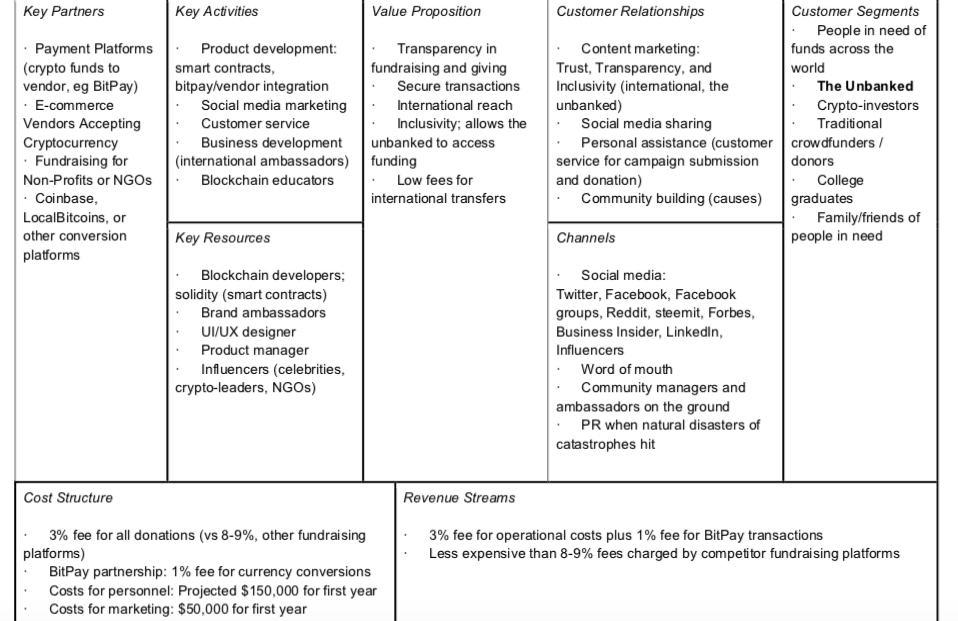 Key Partners
· Payment Platforms
(crypto funds to
vendor, eg BitPay)
· E-commerce
Vendors Accepting
Cryptocurrency
· Fundraising for
Non-Profits or NGOs
· Coinbase,
LocalBitcoins, or
other conversion
platforms
Key Activities
· Product development:
smart contracts,
bitpay/vendor integration
· Social media marketing
· Customer service
· Business development
(international ambassadors)
· Blockchain educators
Key Resources
· Blockchain developers;
solidity (smart contracts)
· Brand ambassadors
· UI/UX designer
· Product manager
· Influencers (celebrities,
crypto-leaders, NGOs)
Value Proposition
· Transparency in
fundraising and giving
· Secure transactions
· International reach
· Inclusivity; allows the
unbanked to access
funding
· Low fees for
international transfers
Customer Relationships
· Content marketing:
Trust, Transparency, and
Inclusivity (international, the
unbanked)
· Social media sharing
· Personal assistance (customer
service for campaign submission
and donation)
· Community building (causes)
Channels
· Social media:
Twitter, Facebook, Facebook
groups, Reddit, steemit, Forbes,
Business Insider, LinkedIn,
Influencers
· Word of mouth
· Community managers and
ambassadors on the ground
· PR when natural disasters of
catastrophes hit
Customer Segments
· People in need of
funds across the
world
· The Unbanked
· Crypto-investors
· Traditional
crowdfunders /
donors
· College
graduates
· Family/friends of
people in need
Cost Structure
· 3% fee for all donations (vs 8-9%, other fundraising
platforms)
· BitPay partnership: 1% fee for currency conversions
· Costs for personnel: Projected $150,000 for first year
· Costs for marketing: $50,000 for first year
Revenue Streams
· 3% fee for operational costs plus 1% fee for BitPay transactions
· Less expensive than 8-9% fees charged by competitor fundraising platforms